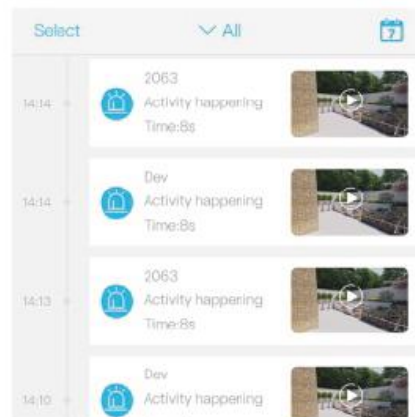 Select
All
7
14:14
2063
Activity happening
Time:8s
14:14
Dev
Activity happening
Time:8s
14:13
2063
Activity happening
Time:8s
14:10
Dev
Activity happening